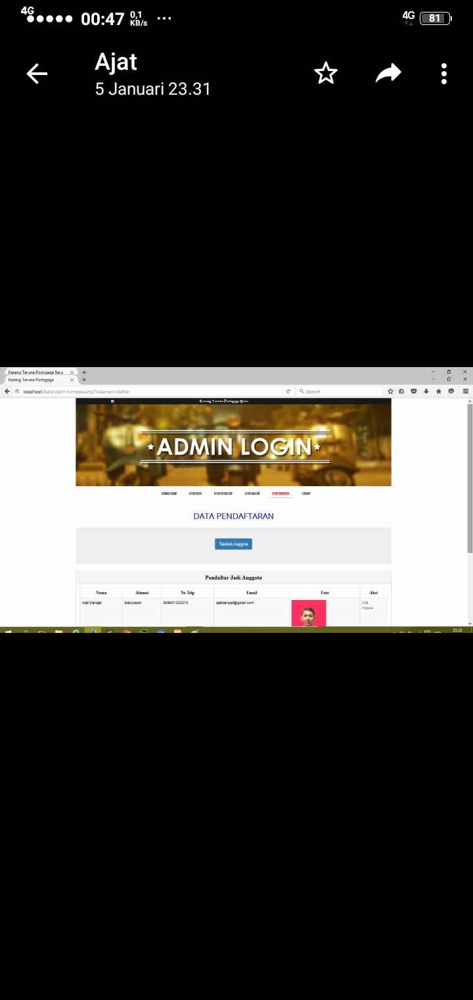 4G 00:47 0,1 KB/s ... 4G 81
Ajat
5 Januari 23.31
Karang Taruna Porisgaga Baru
Karang Taruna Porisgaga
localhost/katar/admin/media.php?halaman=daftar Search
Karang Taruna Porisgaga Baru
ADMIN LOGIN
RUMAH KAMI ATUR USER ATUR KEGIATAN ATUR GALERI ATUR ANGGOTA LOGOUT
DATA PENDAFTARAN
Tambah Anggota
Pendaftar Jadi Anggota
Nama Alamat No Telp Email Foto Aksi
Ajat Darojat batuceper 089601320273 ajatdarojat@gmail.com Edit
Hapus
23.22